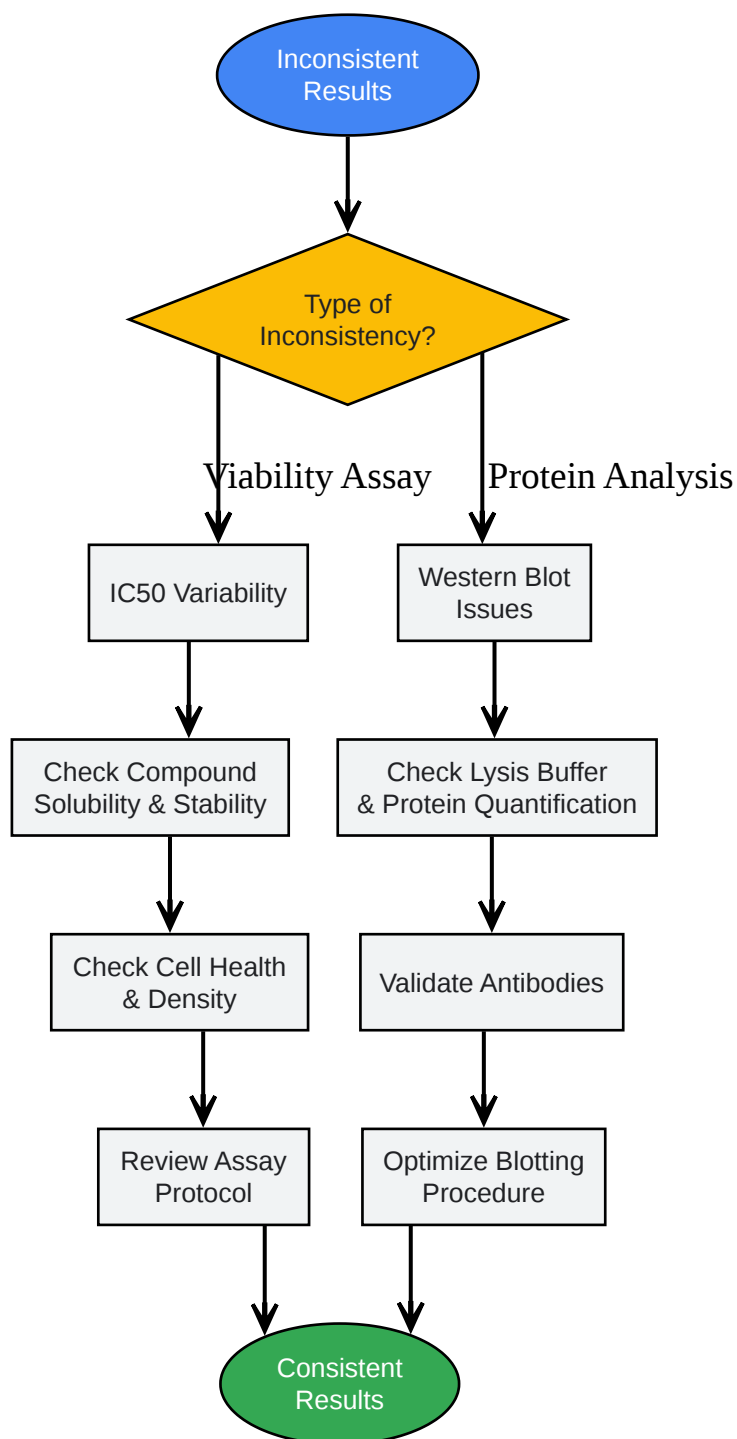 Inconsistent
Results
Type of
Inconsistency?
Viability Assay
Protein Analysis
IC50 Variability
Western Blot
Issues
Check Compound
Solubility & Stability
Check Lysis Buffer
& Protein Quantification
Check Cell Health
& Density
Validate Antibodies
Review Assay
Protocol
Optimize Blotting
Procedure
Consistent
Results